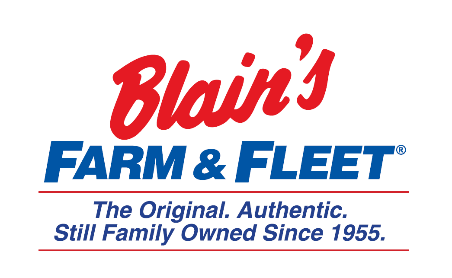 Blain's
FARM & FLEET®
The Original. Authentic.
Still Family Owned Since 1955.